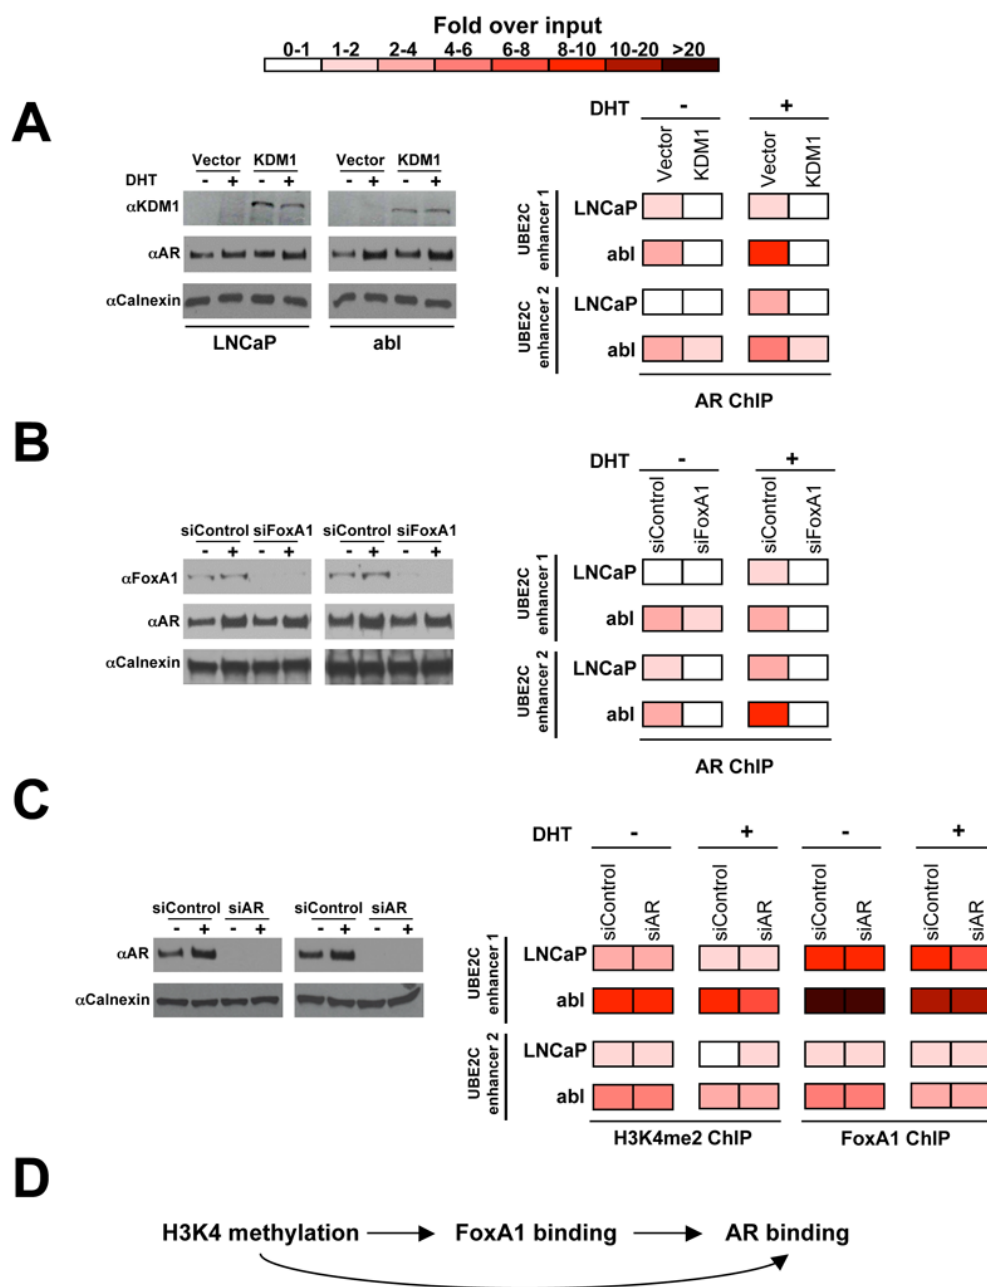 Fold over input
0-1 1-2 2-4 4-6 6-8 8-10 10-20 >20
A
Vector KDM1 Vector KDM1
DHT - + - + - + - +
αKDM1
αAR
αCalnexin
LNCaP abl
DHT - +
Vector KDM1 Vector KDM1
UBE2C enhancer 1
LNCaP
abl
UBE2C enhancer 2
LNCaP
abl
AR ChIP
B
siControl siFoxA1 siControl siFoxA1
- + - + - + - +
αFoxA1
αAR
αCalnexin
DHT - +
siControl siFoxA1 siControl siFoxA1
UBE2C enhancer 1
LNCaP
abl
UBE2C enhancer 2
LNCaP
abl
AR ChIP
C
siControl siAR siControl siAR
- + - + - + - +
αAR
αCalnexin
DHT - + - +
siControl siAR siControl siAR siControl siAR siControl siAR
UBE2C enhancer 1
LNCaP
abl
UBE2C enhancer 2
LNCaP
abl
H3K4me2 ChIP FoxA1 ChIP
D
H3K4 methylation FoxA1 binding AR binding